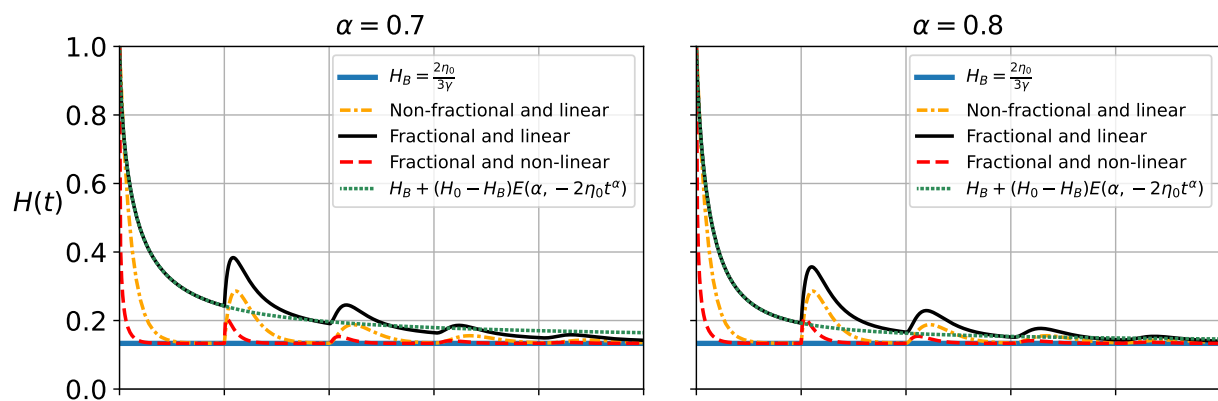 α = 0.7
H(t)
1.0
0.8
0.6
0.4
0.2
0.0
H_B = 2η₀/3γ
Non-fractional and linear
Fractional and linear
Fractional and non-linear
H_B + (H₀ − H_B)E(α, −2η₀t^α)
α = 0.8
H_B = 2η₀/3γ
Non-fractional and linear
Fractional and linear
Fractional and non-linear
H_B + (H₀ − H_B)E(α, −2η₀t^α)